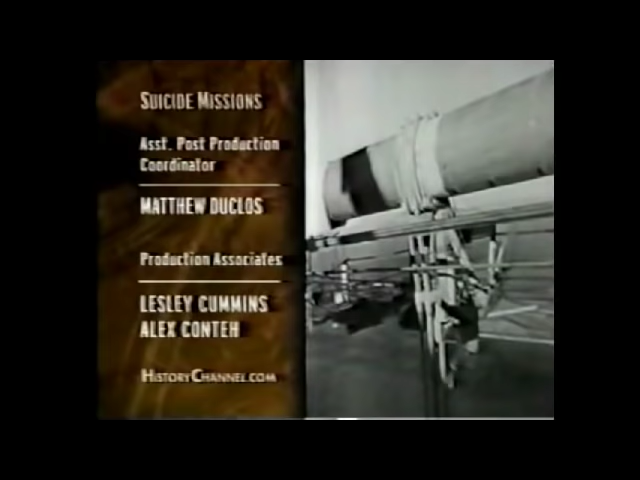 SUICIDE MISSIONS
Asst. Post Production
Coordinator
MATTHEW DUCLOS
Production Associates
LESLEY CUMMINS
ALEX CONTEH
HISTORYCHANNEL.COM